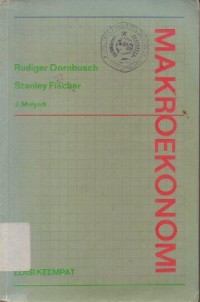 Rudiger Dornbusch
Stanley Fischer
J. Mulyadi
MAKROEKONOMI
EDISI KEEMPAT